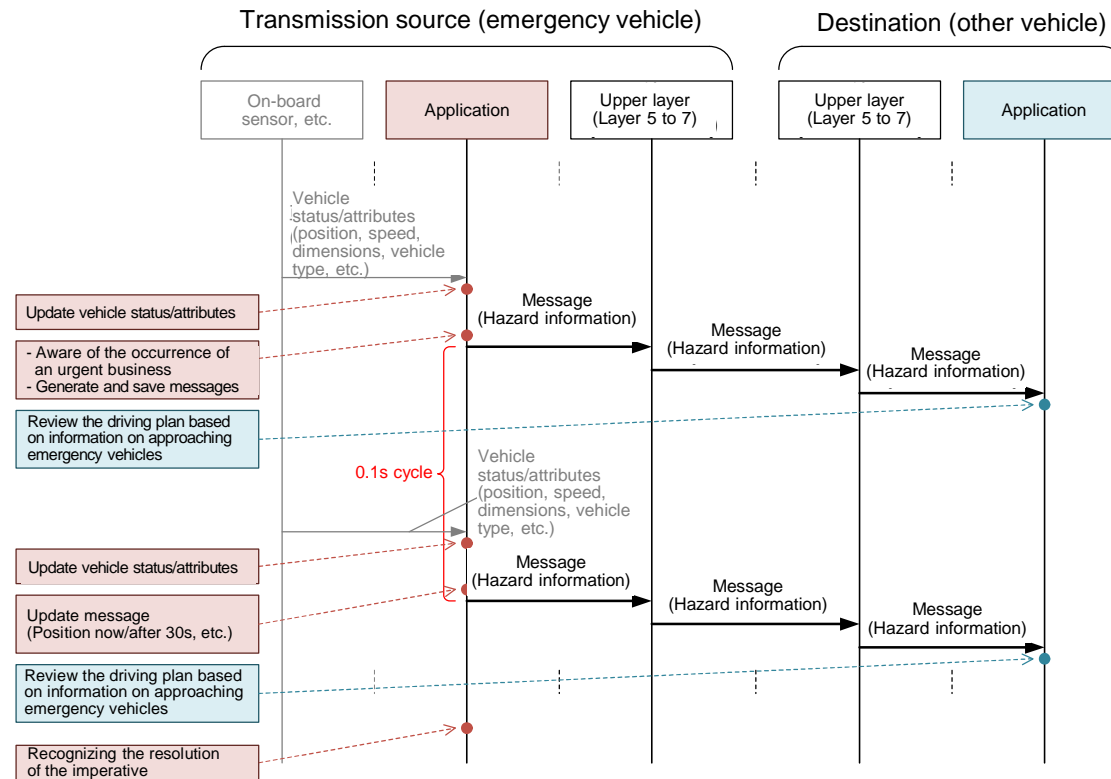 Transmission source (emergency vehicle)
Destination (other vehicle)
On-board
sensor, etc.
Application
Upper layer
(Layer 5 to 7)
Upper layer
(Layer 5 to 7)
Application
Vehicle
status/attributes
(position, speed,
dimensions, vehicle
type, etc.)
Update vehicle status/attributes
Message
(Hazard information)
Message
(Hazard information)
Message
(Hazard information)
- Aware of the occurrence of
an urgent business
- Generate and save messages
Review the driving plan based
on information on approaching
emergency vehicles
0.1s cycle
Vehicle
status/attributes
(position, speed,
dimensions, vehicle
type, etc.)
Update vehicle status/attributes
Message
(Hazard information)
Message
(Hazard information)
Message
(Hazard information)
Update message
(Position now/after 30s, etc.)
Review the driving plan based
on information on approaching
emergency vehicles
Recognizing the resolution
of the imperative